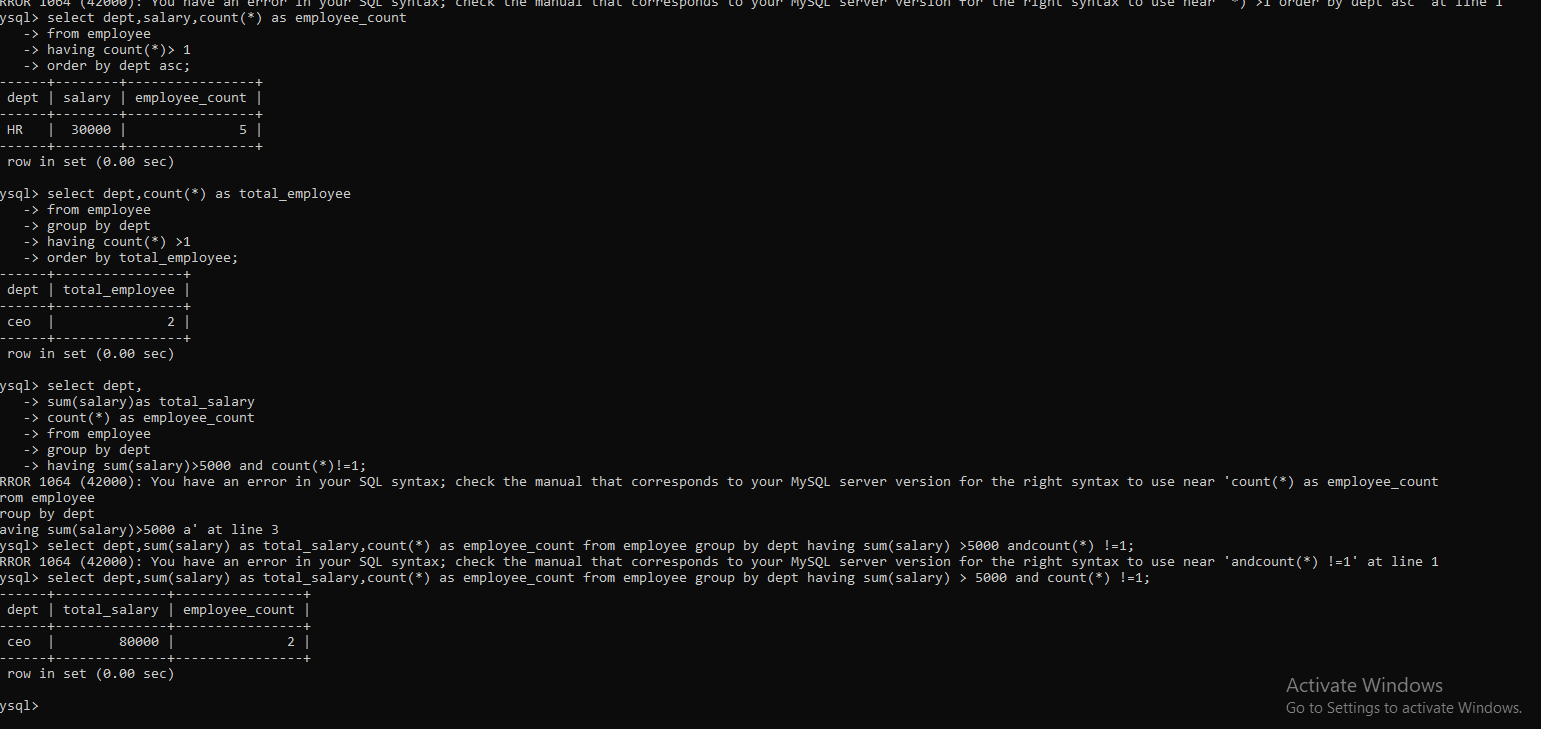 RROR 1064 (42000): You have an error in your SQL syntax; check the manual that corresponds to your MySQL server version for the right syntax to use near '*) >1 order by dept asc' at line 1
ysql> select dept,salary,count(*) as employee_count
    -> from employee
    -> having count(*)> 1
    -> order by dept asc;
------+--------+----------------+
 dept | salary | employee_count |
------+--------+----------------+
 HR   |  30000 |              5 |
------+--------+----------------+
 row in set (0.00 sec)
ysql> select dept,count(*) as total_employee
    -> from employee
    -> group by dept
    -> having count(*) >1
    -> order by total_employee;
------+----------------+
 dept | total_employee |
------+----------------+
 ceo  |              2 |
------+----------------+
 row in set (0.00 sec)
ysql> select dept,
    -> sum(salary)as total_salary
    -> count(*) as employee_count
    -> from employee
    -> group by dept
    -> having sum(salary)>5000 and count(*)!=1;
RROR 1064 (42000): You have an error in your SQL syntax; check the manual that corresponds to your MySQL server version for the right syntax to use near 'count(*) as employee_count
rom employee
roup by dept
aving sum(salary)>5000 a' at line 3
ysql> select dept,sum(salary) as total_salary,count(*) as employee_count from employee group by dept having sum(salary) >5000 andcount(*) !=1;
RROR 1064 (42000): You have an error in your SQL syntax; check the manual that corresponds to your MySQL server version for the right syntax to use near 'andcount(*) !=1' at line 1
ysql> select dept,sum(salary) as total_salary,count(*) as employee_count from employee group by dept having sum(salary) > 5000 and count(*) !=1;
------+--------------+----------------+
 dept | total_salary | employee_count |
------+--------------+----------------+
 ceo  |        80000 |              2 |
------+--------------+----------------+
 row in set (0.00 sec)
ysql>
Activate Windows
Go to Settings to activate Windows.